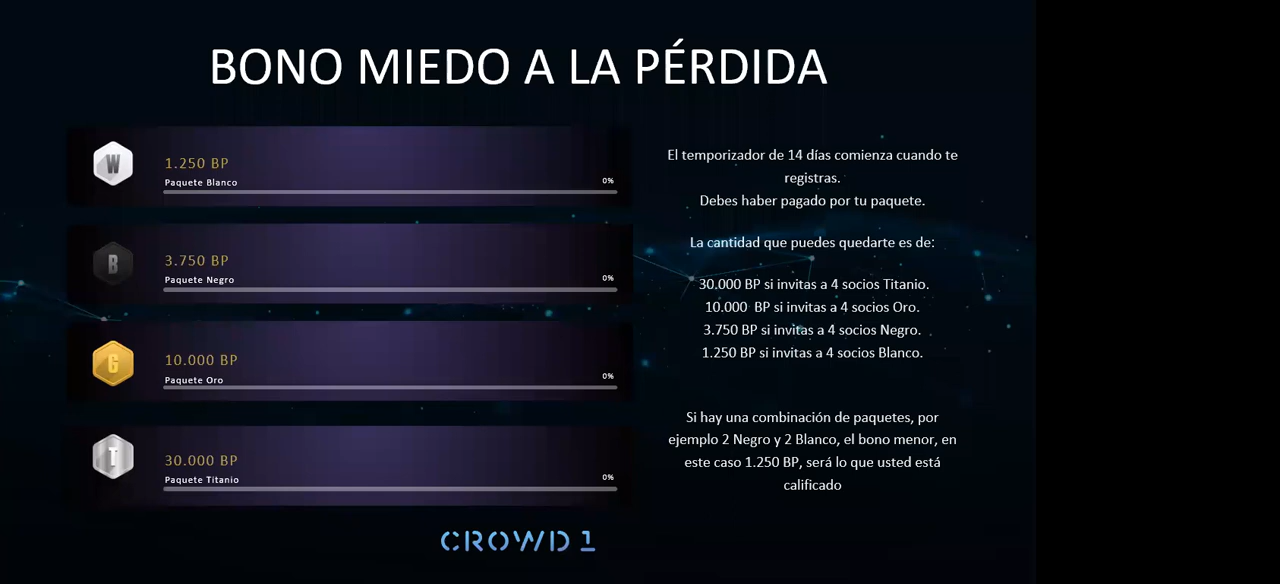 BONO MIEDO A LA PÉRDIDA
W
1.250 BP
Paquete Blanco
0%
B
3.750 BP
Paquete Negro
0%
G
10.000 BP
Paquete Oro
0%
T
30.000 BP
Paquete Titanio
0%
El temporizador de 14 días comienza cuando te
registras.
Debes haber pagado por tu paquete.
La cantidad que puedes quedarte es de:
30.000 BP si invitas a 4 socios Titanio.
10.000 BP si invitas a 4 socios Oro.
3.750 BP si invitas a 4 socios Negro.
1.250 BP si invitas a 4 socios Blanco.
Si hay una combinación de paquetes, por
ejemplo 2 Negro y 2 Blanco, el bono menor, en
este caso 1.250 BP, será lo que usted está
calificado
CROWD 1